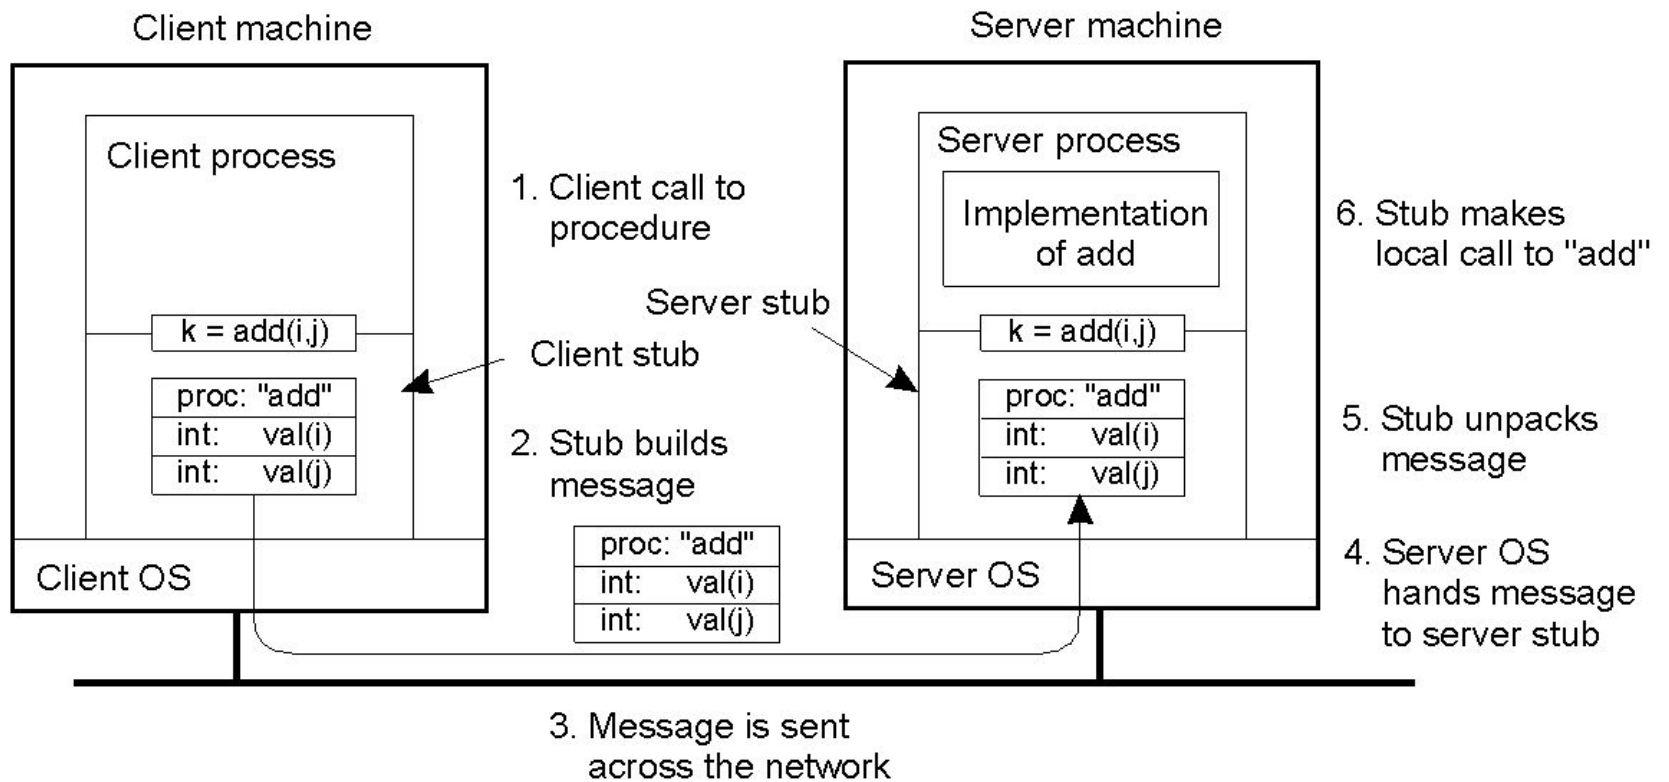 Client machine
Client process
k = add(i,j)
proc: "add"
int: val(i)
int: val(j)
Client OS
1. Client call to
procedure
Client stub
Server stub
2. Stub builds
message
proc: "add"
int: val(i)
int: val(j)
3. Message is sent
across the network
Server machine
Server process
Implementation
of add
k = add(i,j)
proc: "add"
int: val(i)
int: val(j)
Server OS
6. Stub makes
local call to "add"
5. Stub unpacks
message
4. Server OS
hands message
to server stub